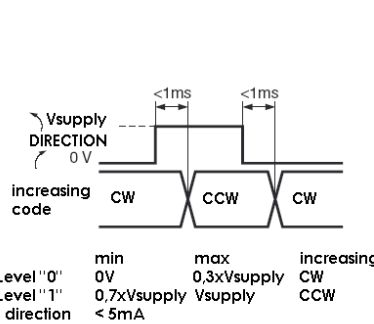 <1ms <1ms
Vsupply
DIRECTION
0 V
increasing
code
CW CCW CW
min max increasing
Level "0" 0V 0,3xVsupply CW
Level "1" 0,7xVsupply Vsupply CCW
direction < 5mA